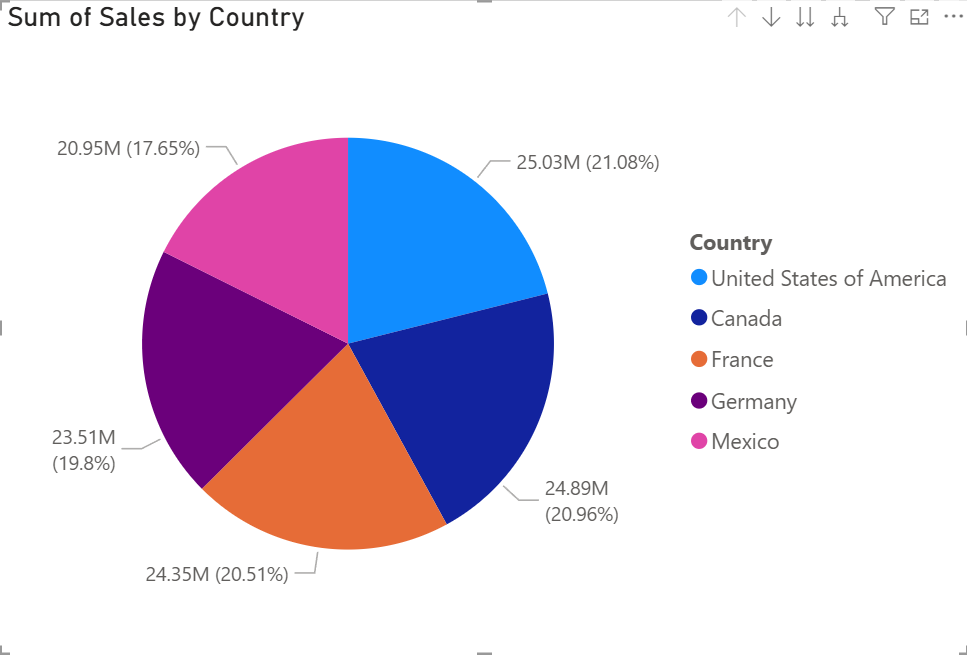 Sum of Sales by Country
20.95M (17.65%)
25.03M (21.08%)
23.51M
(19.8%)
24.89M
(20.96%)
24.35M (20.51%)
Country
United States of America
Canada
France
Germany
Mexico